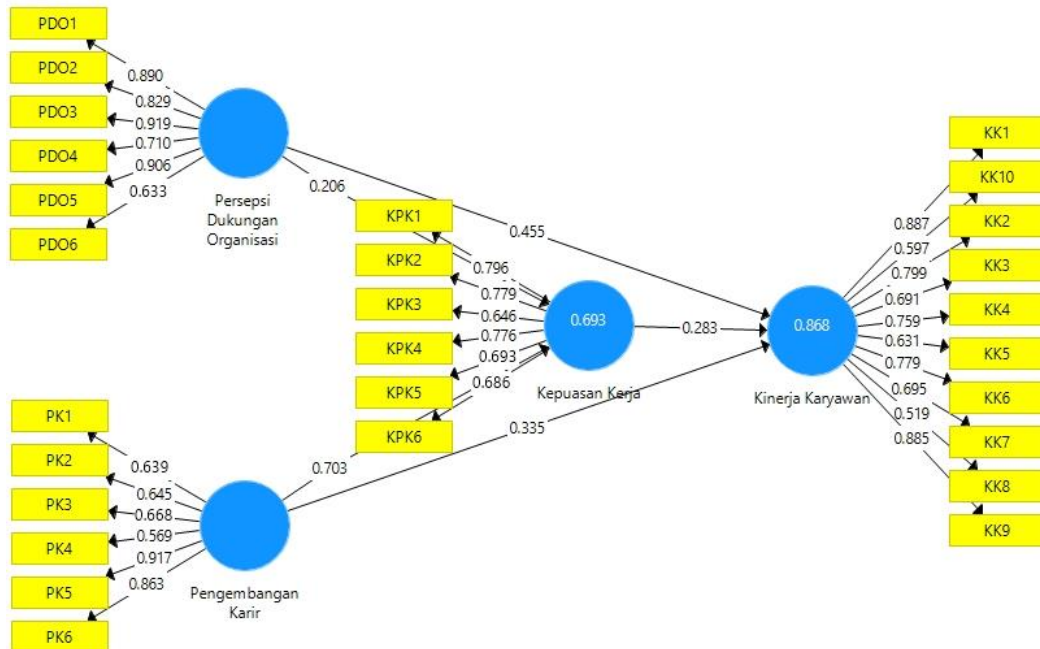 PDO1
PDO2
PDO3
PDO4
PDO5
PDO6
0.890
0.829
0.919
0.710
0.906
0.633
Persepsi
Dukungan
Organisasi
0.206
0.455
KPK1
KPK2
KPK3
KPK4
KPK5
KPK6
0.796
0.779
0.646
0.776
0.693
0.686
0.693
Kepuasan Kerja
0.283
0.868
Kinerja Karyawan
0.335
0.703
KK1
KK10
KK2
KK3
KK4
KK5
KK6
KK7
KK8
KK9
0.887
0.597
0.799
0.691
0.759
0.631
0.779
0.695
0.519
0.885
PK1
PK2
PK3
PK4
PK5
PK6
0.639
0.645
0.668
0.569
0.917
0.863
Pengembangan
Karir